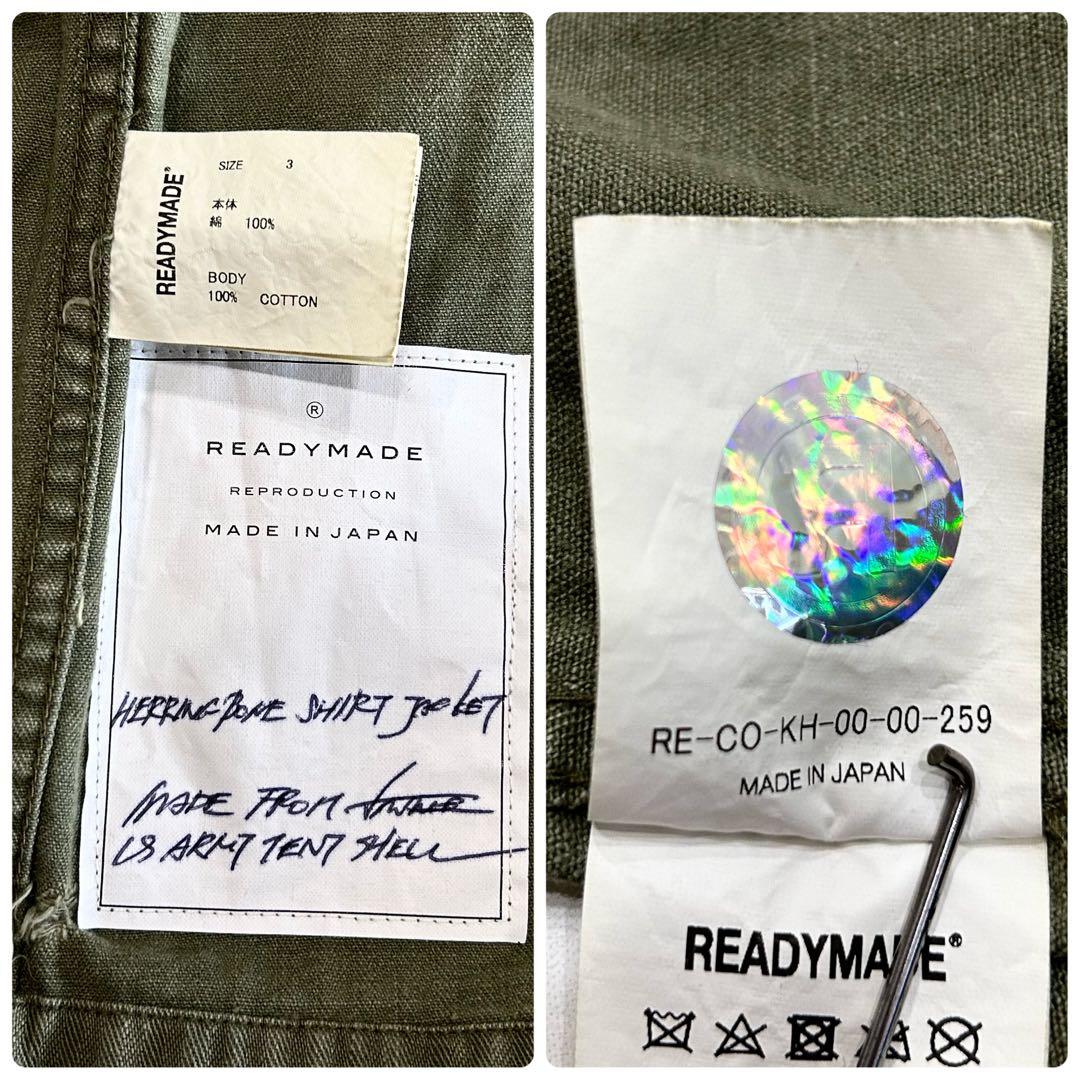 READYMADE®
SIZE 3
本体
綿 100%
BODY
100% COTTON
®
READYMADE
REPRODUCTION
MADE IN JAPAN
HERRINGBONE SHIRT JACKET
MADE FROM
US ARMY TENT SHELL
RE-CO-KH-00-00-259
MADE IN JAPAN
READYMADE®